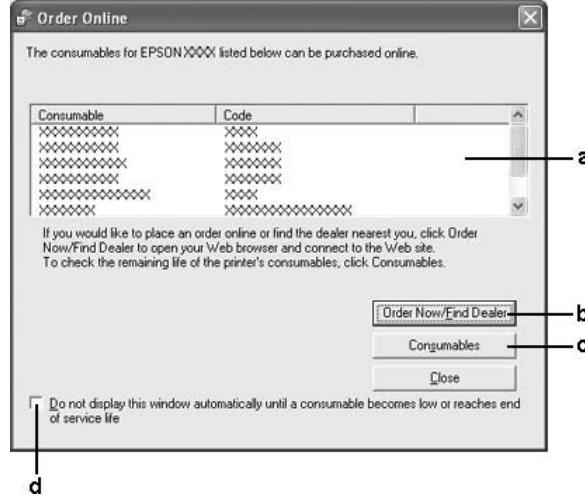 Order Online
The consumables for EPSON XXXX listed below can be purchased online.
Consumable Code
XXXXXXXXXX XXXX
XXXXXXXXXX XXXXXXX
XXXXXXXXXXX XXXXXXX
XXXXXXXXXX XXXXXXX
XXXXXXXXXXXXXX XXXX
XXXXXXX XXXXXXXXXXXXXXXX
a
If you would like to place an order online or find the dealer nearest you, click Order
Now/Find Dealer to open your Web browser and connect to the Web site.
To check the remaining life of the printer's consumables, click Consumables.
Order Now/Find Dealer b
Consumables c
Close
Do not display this window automatically until a consumable becomes low or reaches end
of service life
d